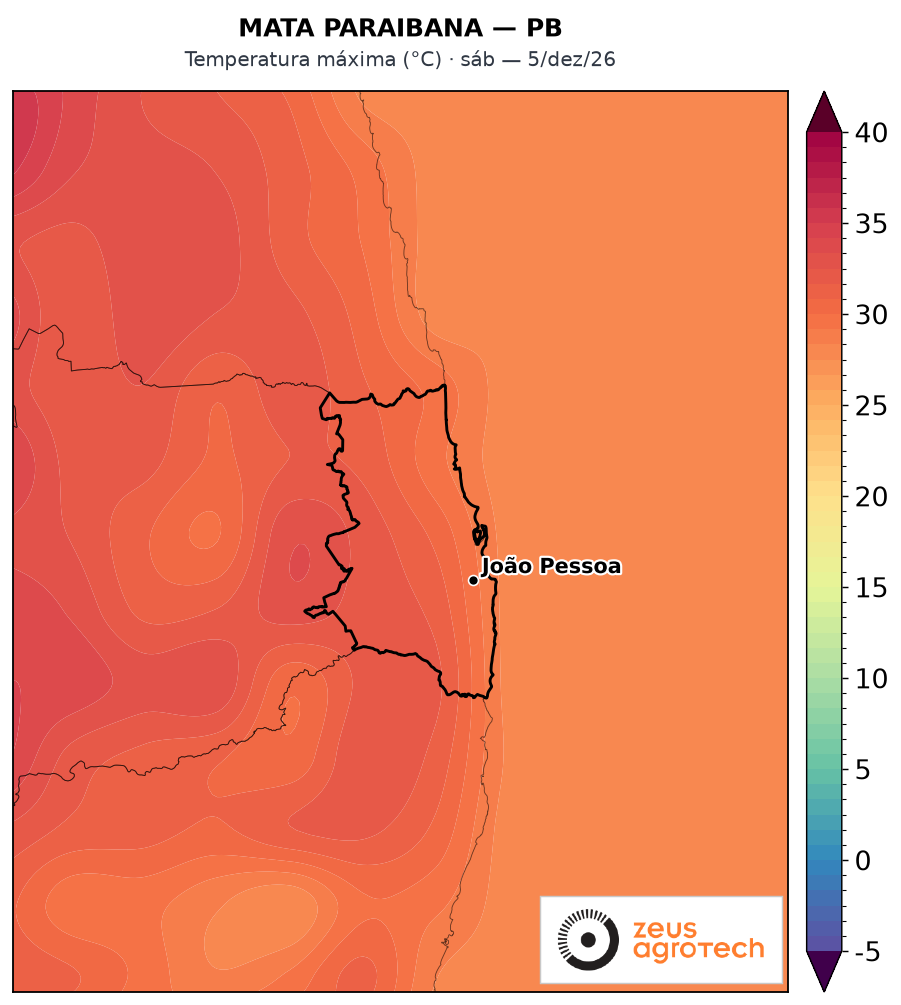 MATA PARAIBANA — PB
Temperatura máxima (°C) · sáb — 5/dez/26
40
35
30
25
20
15
10
5
0
-5
João Pessoa
zeus
agrotech